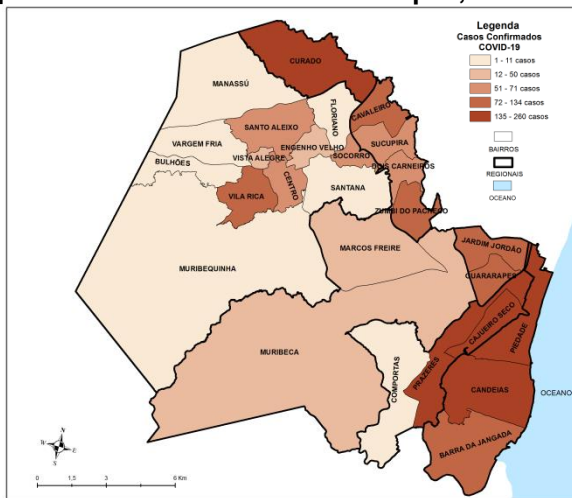 Legenda
Casos Confirmados
COVID-19
1 - 11 casos
12 - 50 casos
51 - 71 casos
72 - 134 casos
135 - 260 casos
BAIRROS
REGIONAIS
OCEANO
CURADO
MANASSÚ
FLORIANO
CAVALEIRO
SANTO ALEIXO
SUCUPIRA
VARGEM FRIA
ENGENHO VELHO
VISTA ALEGRE
SOCORRO
DOIS CARNEIROS
BULHÕES
CENTRO
SANTANA
VILA RICA
ZUMBI DO PACHECO
MURIBEQUINHA
MARCOS FREIRE
JARDIM JORDÃO
GUARARAPES
CAJUEIRO SECO
PIEDADE
MURIBECA
COMPORTAS
PRAZERES
CANDEIAS
OCEANO
BARRA DA JANGADA
N
W
E
S
0 1,5 3 6 Km